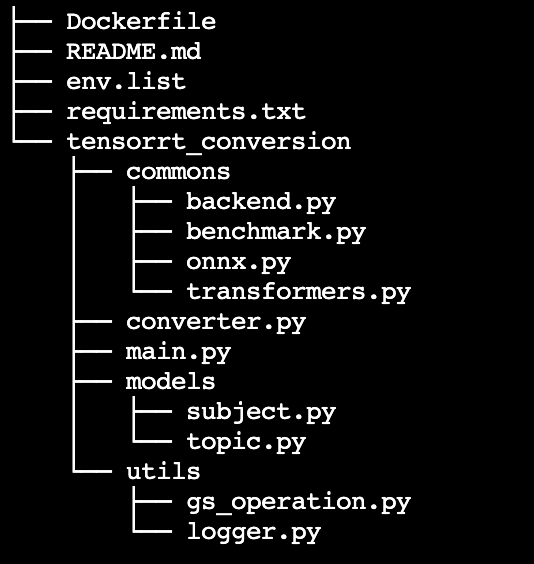 ├── Dockerfile
├── README.md
├── env.list
├── requirements.txt
└── tensorrt_conversion
    ├── commons
    │   ├── backend.py
    │   ├── benchmark.py
    │   ├── onnx.py
    │   └── transformers.py
    ├── converter.py
    ├── main.py
    ├── models
    │   ├── subject.py
    │   └── topic.py
    └── utils
        ├── gs_operation.py
        └── logger.py